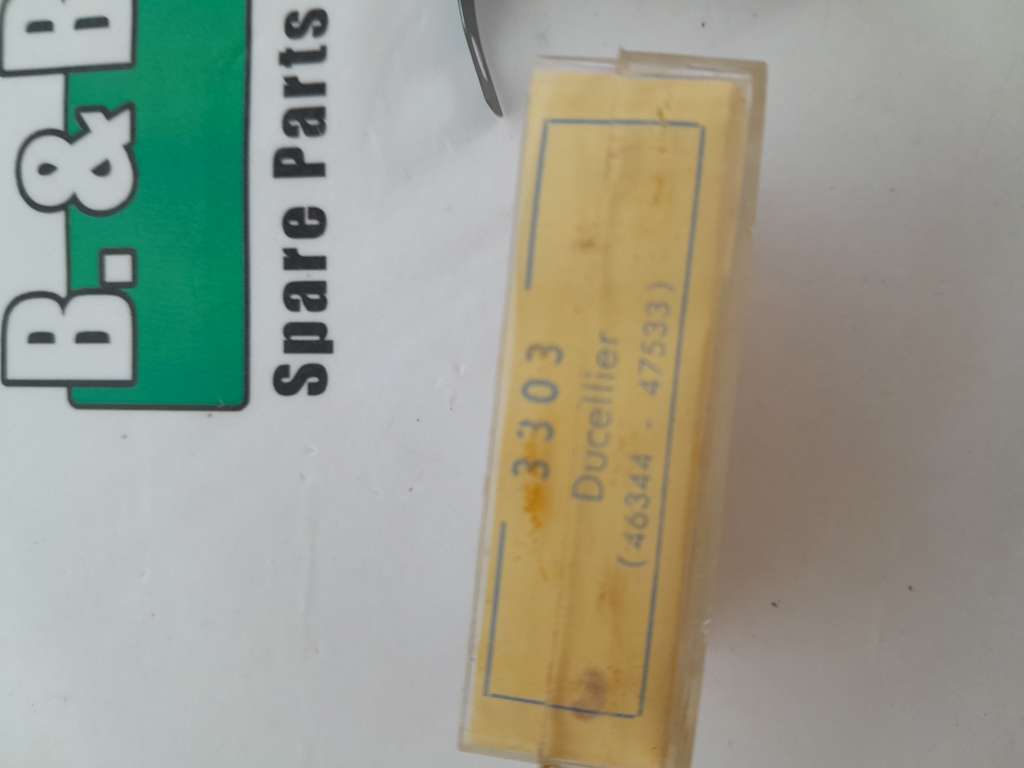 B. & B
Spare Parts
3303
Ducellier
(46344 - 47533)